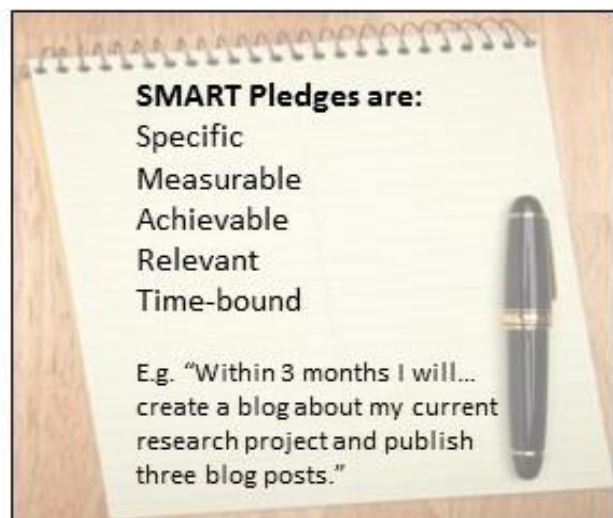 SMART Pledges are:
Specific
Measurable
Achievable
Relevant
Time-bound
E.g. “Within 3 months I will…
create a blog about my current
research project and publish
three blog posts.”